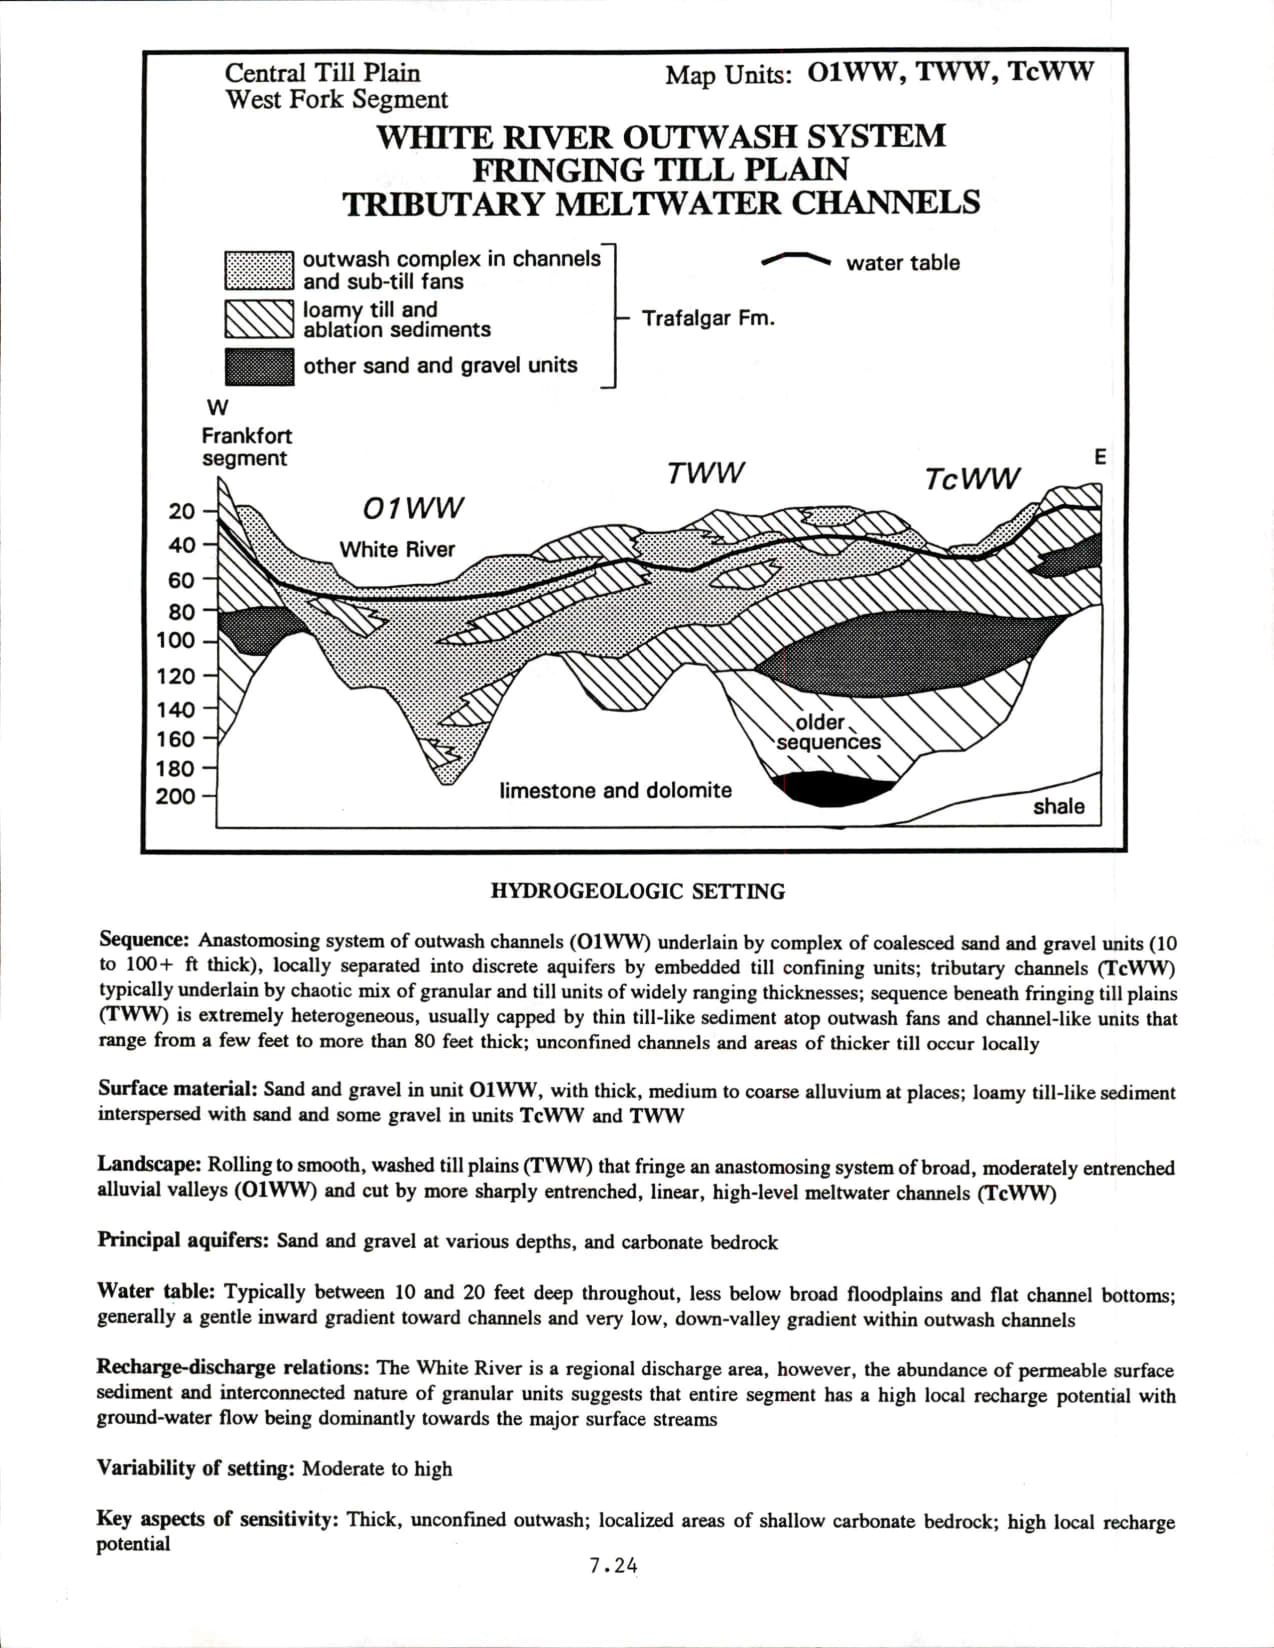 Central Till Plain
West Fork Segment
Map Units: O1WW, TWW, TcWW
WHITE RIVER OUTWASH SYSTEM
FRINGING TILL PLAIN
TRIBUTARY MELTWATER CHANNELS
outwash complex in channels
and sub-till fans
loamy till and
ablation sediments
other sand and gravel units
Trafalgar Fm.
water table
W
Frankfort
segment
E
O1WW
TWW
TcWW
White River
20
40
60
80
100
120
140
160
180
200
older
sequences
limestone and dolomite
shale
HYDROGEOLOGIC SETTING
Sequence: Anastomosing system of outwash channels (O1WW) underlain by complex of coalesced sand and gravel units (10
to 100+ ft thick), locally separated into discrete aquifers by embedded till confining units; tributary channels (TcWW)
typically underlain by chaotic mix of granular and till units of widely ranging thicknesses; sequence beneath fringing till plains
(TWW) is extremely heterogeneous, usually capped by thin till-like sediment atop outwash fans and channel-like units that
range from a few feet to more than 80 feet thick; unconfined channels and areas of thicker till occur locally
Surface material: Sand and gravel in unit O1WW, with thick, medium to coarse alluvium at places; loamy till-like sediment
interspersed with sand and some gravel in units TcWW and TWW
Landscape: Rolling to smooth, washed till plains (TWW) that fringe an anastomosing system of broad, moderately entrenched
alluvial valleys (O1WW) and cut by more sharply entrenched, linear, high-level meltwater channels (TcWW)
Principal aquifers: Sand and gravel at various depths, and carbonate bedrock
Water table: Typically between 10 and 20 feet deep throughout, less below broad floodplains and flat channel bottoms;
generally a gentle inward gradient toward channels and very low, down-valley gradient within outwash channels
Recharge-discharge relations: The White River is a regional discharge area, however, the abundance of permeable surface
sediment and interconnected nature of granular units suggests that entire segment has a high local recharge potential with
ground-water flow being dominantly towards the major surface streams
Variability of setting: Moderate to high
Key aspects of sensitivity: Thick, unconfined outwash; localized areas of shallow carbonate bedrock; high local recharge
potential
7.24